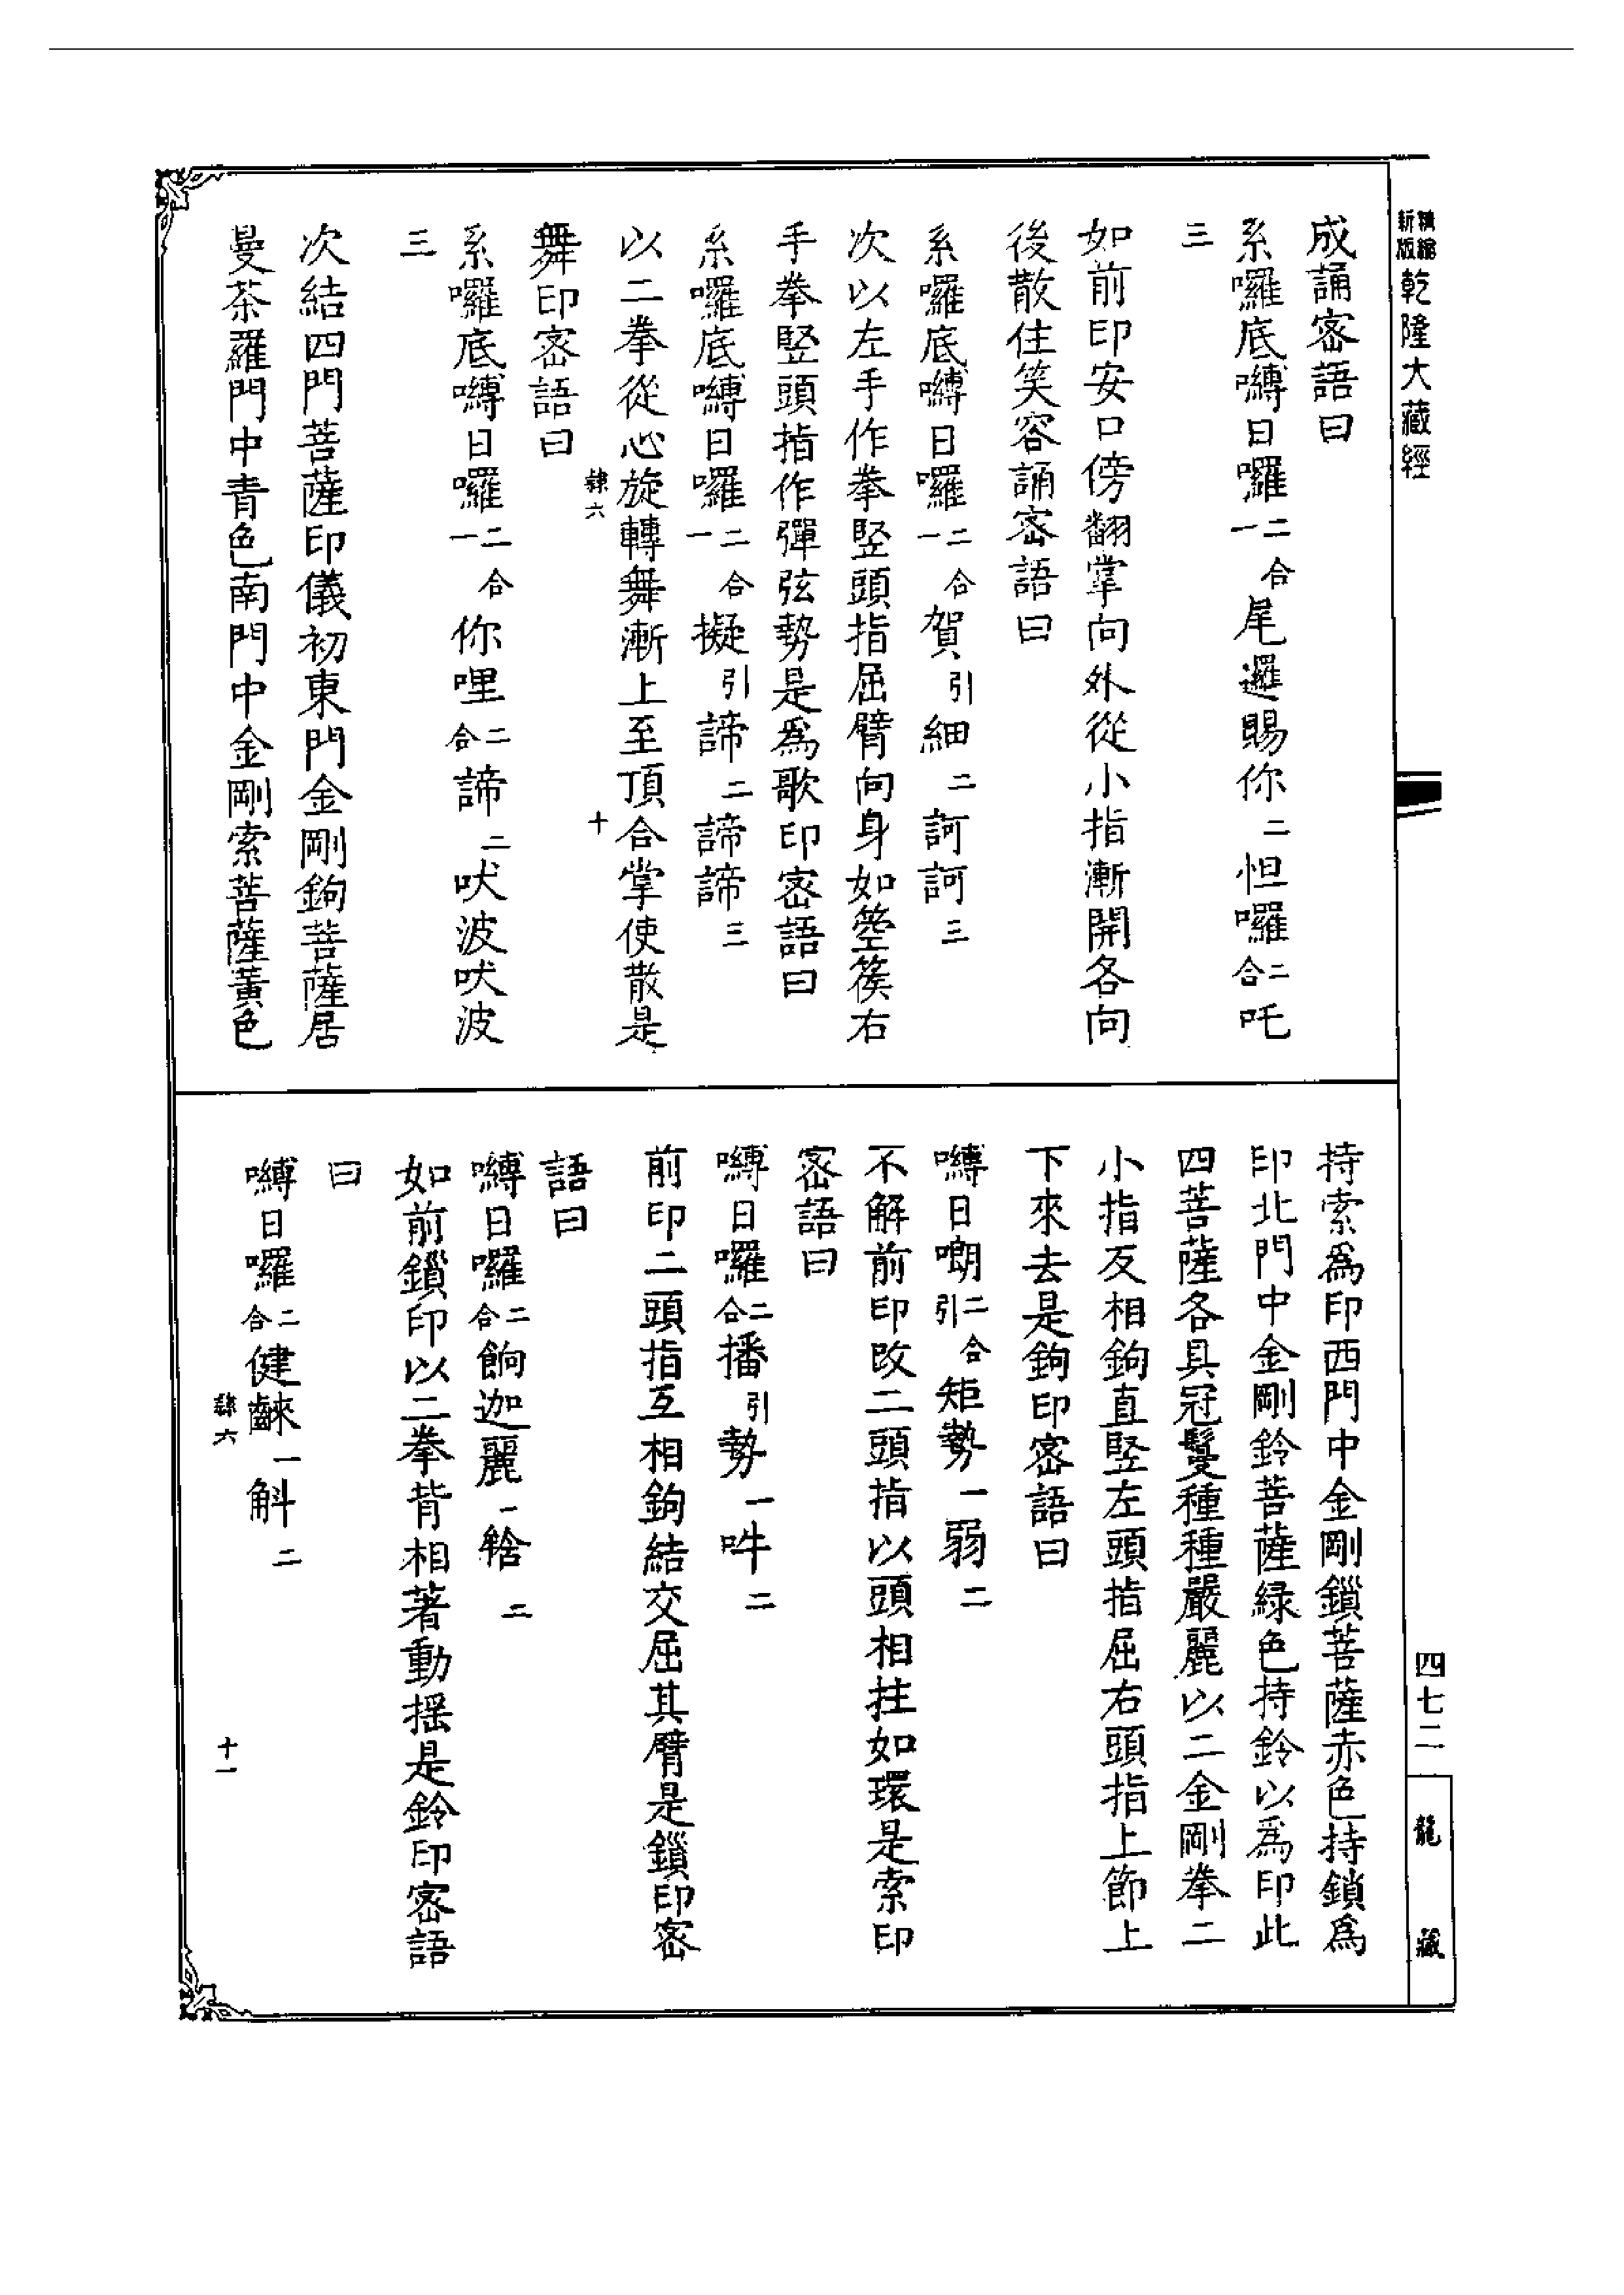 精縮新版 乾隆大藏經
成誦密語曰
系囉底嚩日囉二合一尾邏賜你二怛囉二合吒
三
如前印安口傍翻掌向外從小指漸開各向
後散住笑容誦密語曰
系囉底嚩日囉二合一賀引細二訶訶三
次以左手作拳竪頭指屈臂向身如箜篌右
手拳竪頭指作彈弦勢是爲歌印密語曰
系囉底嚩日囉二合一擬引諦二諦諦三
以二拳從心旋轉舞漸上至頂合掌使散是
隸六 十
舞印密語曰
系囉底嚩日囉二合一你哩二合諦二吠波吠波
三
次結四門菩薩印儀初東門金剛鉤菩薩居
曼荼羅門中青色南門中金剛索菩薩黃色
持索爲印西門中金剛鎖菩薩赤色持鎖爲
印北門中金剛鈴菩薩緑色持鈴以爲印此
四菩薩各具冠鬘種種嚴麗以二金剛拳二
小指反相鉤直竪左頭指屈右頭指上節上
下來去是鉤印密語曰
嚩日嘲二合引矩勢一弱二
不解前印改二頭指以頭相拄如環是索印
密語曰
嚩日囉二合播引勢一吽二
前印二頭指互相鉤結交屈其臂是鎖印密
語曰
嚩日囉二合餉迦麗一𨋢二
如前鎖印以二拳背相著動搖是鈴印密語
曰
嚩日囉二合健䶨一斛二
隸六 十一
四七二
龍藏